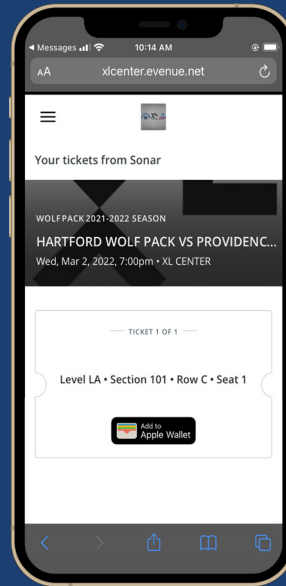 Messages
10:14 AM
AA
xlcenter.evenue.net
Your tickets from Sonar
WOLFPACK 2021-2022 SEASON
HARTFORD WOLF PACK VS PROVIDENC...
Wed, Mar 2, 2022, 7:00pm • XL CENTER
TICKET 1 OF 1
Level LA • Section 101 • Row C • Seat 1
Add to
Apple Wallet